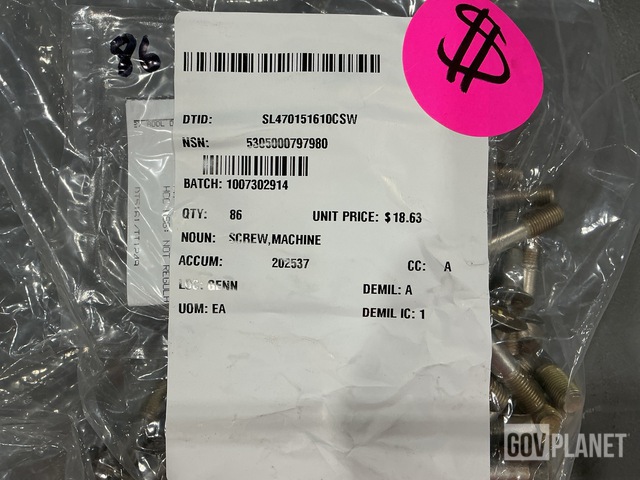 86
$
DTID: SL470151610CSW
NSN: 5305000797980
BATCH: 1007302914
QTY: 86 UNIT PRICE: $18.63
NOUN: SCREW,MACHINE
ACCUM: 202537 CC: A
LOC: GENN DEMIL: A
UOM: EA DEMIL IC: 1
GOVPLANET